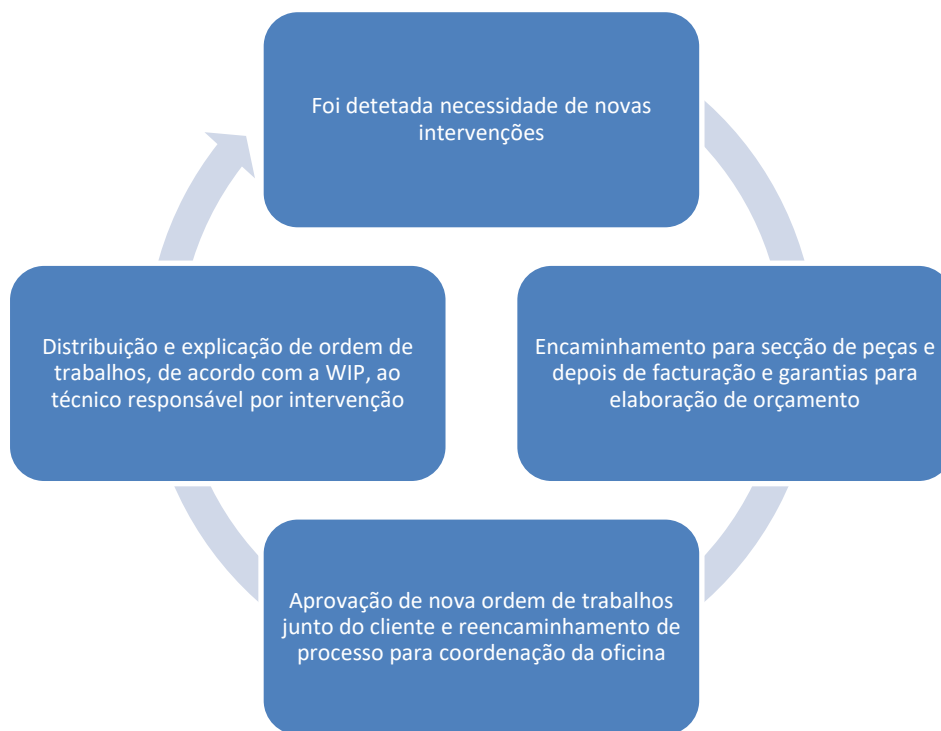 Foi detetada necessidade de novas
intervenções
Distribuição e explicação de ordem de
trabalhos, de acordo com a WIP, ao
técnico responsável por intervenção
Encaminhamento para secção de peças e
depois de facturação e garantias para
elaboração de orçamento
Aprovação de nova ordem de trabalhos
junto do cliente e reencaminhamento de
processo para coordenação da oficina